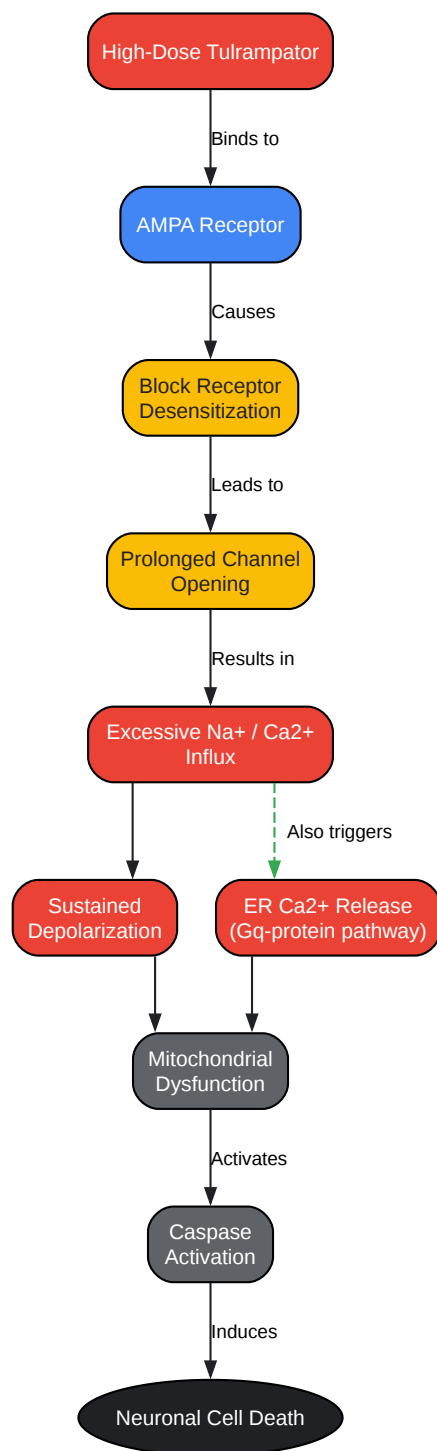 High-Dose Tulrampator
Binds to
AMPA Receptor
Causes
Block Receptor
Desensitization
Leads to
Prolonged Channel
Opening
Results in
Excessive Na+ / Ca2+
Influx
Also triggers
Sustained
Depolarization
ER Ca2+ Release
(Gq-protein pathway)
Mitochondrial
Dysfunction
Activates
Caspase
Activation
Induces
Neuronal Cell Death